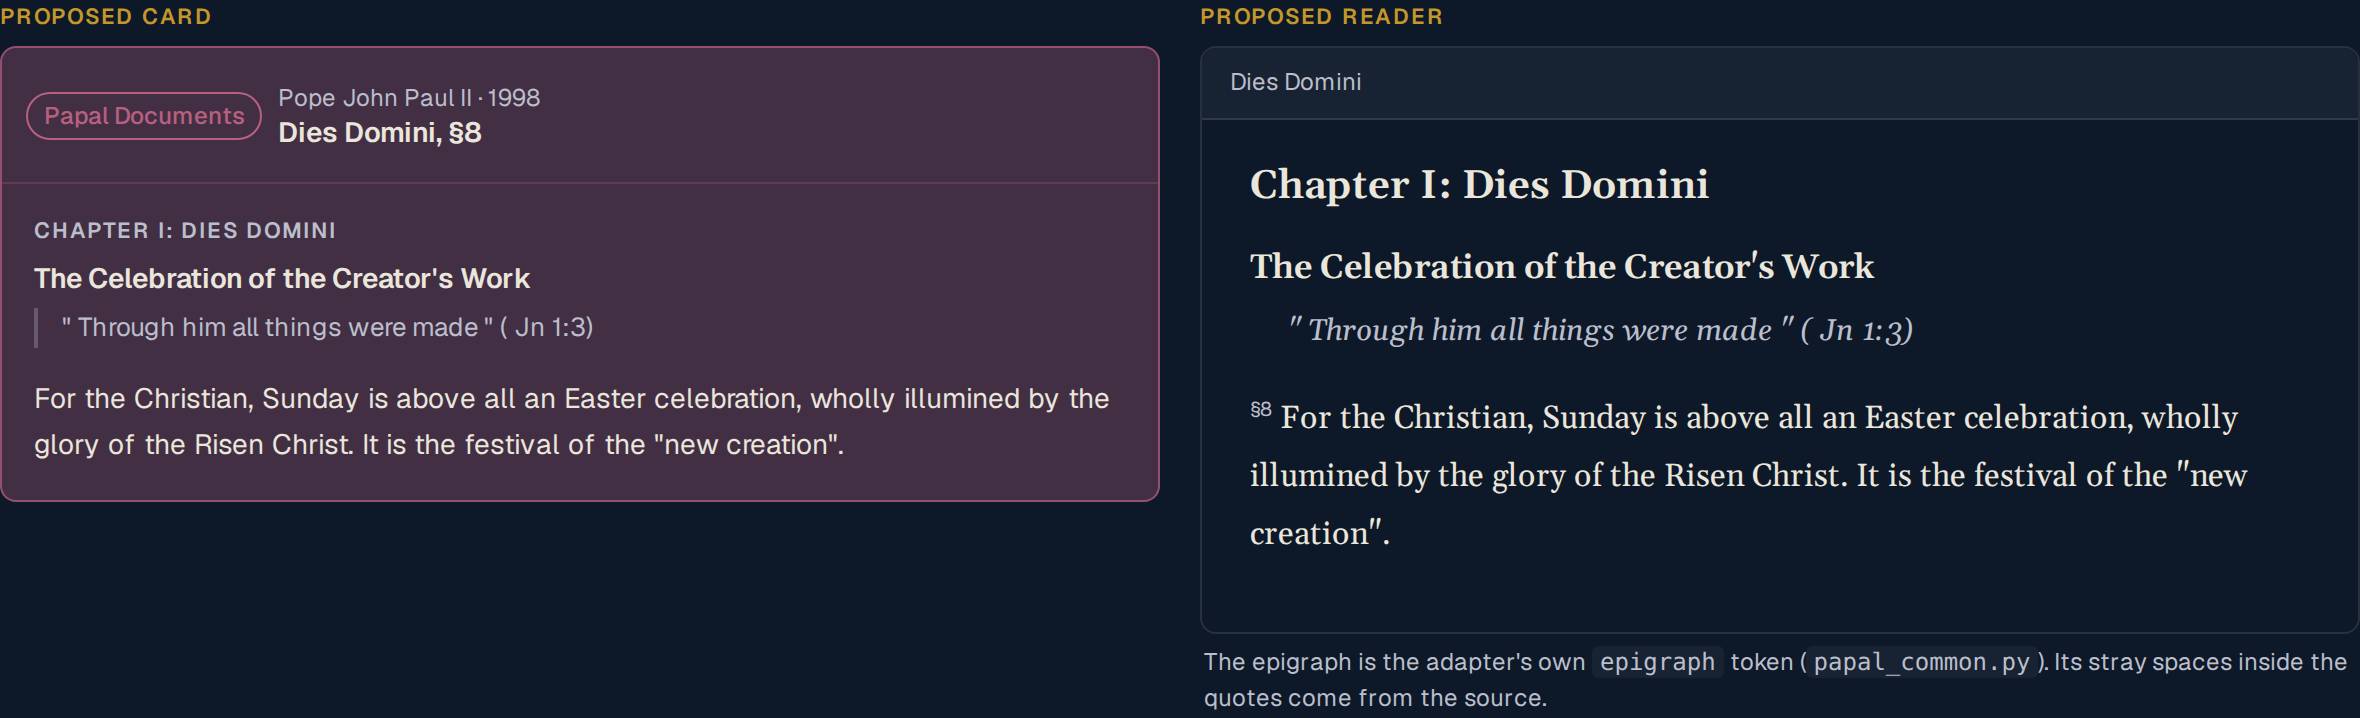 PROPOSED CARD
Papal Documents
Pope John Paul II · 1998
Dies Domini, §8
CHAPTER I: DIES DOMINI
The Celebration of the Creator's Work
" Through him all things were made " ( Jn 1:3)
For the Christian, Sunday is above all an Easter celebration, wholly illumined by the
glory of the Risen Christ. It is the festival of the "new creation".
PROPOSED READER
Dies Domini
Chapter I: Dies Domini
The Celebration of the Creator's Work
" Through him all things were made " ( Jn 1:3)
§8 For the Christian, Sunday is above all an Easter celebration, wholly
illumined by the glory of the Risen Christ. It is the festival of the "new
creation".
The epigraph is the adapter's own epigraph token ( papal_common.py ). Its stray spaces inside the
quotes come from the source.